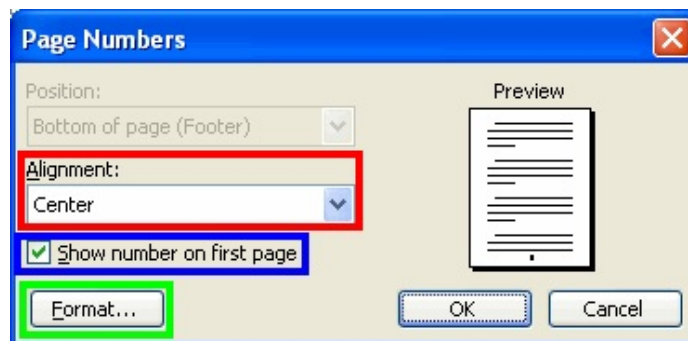 Page Numbers
Position:
Preview
Bottom of page (Footer)
Alignment:
Center
Show number on first page
Format...
OK
Cancel